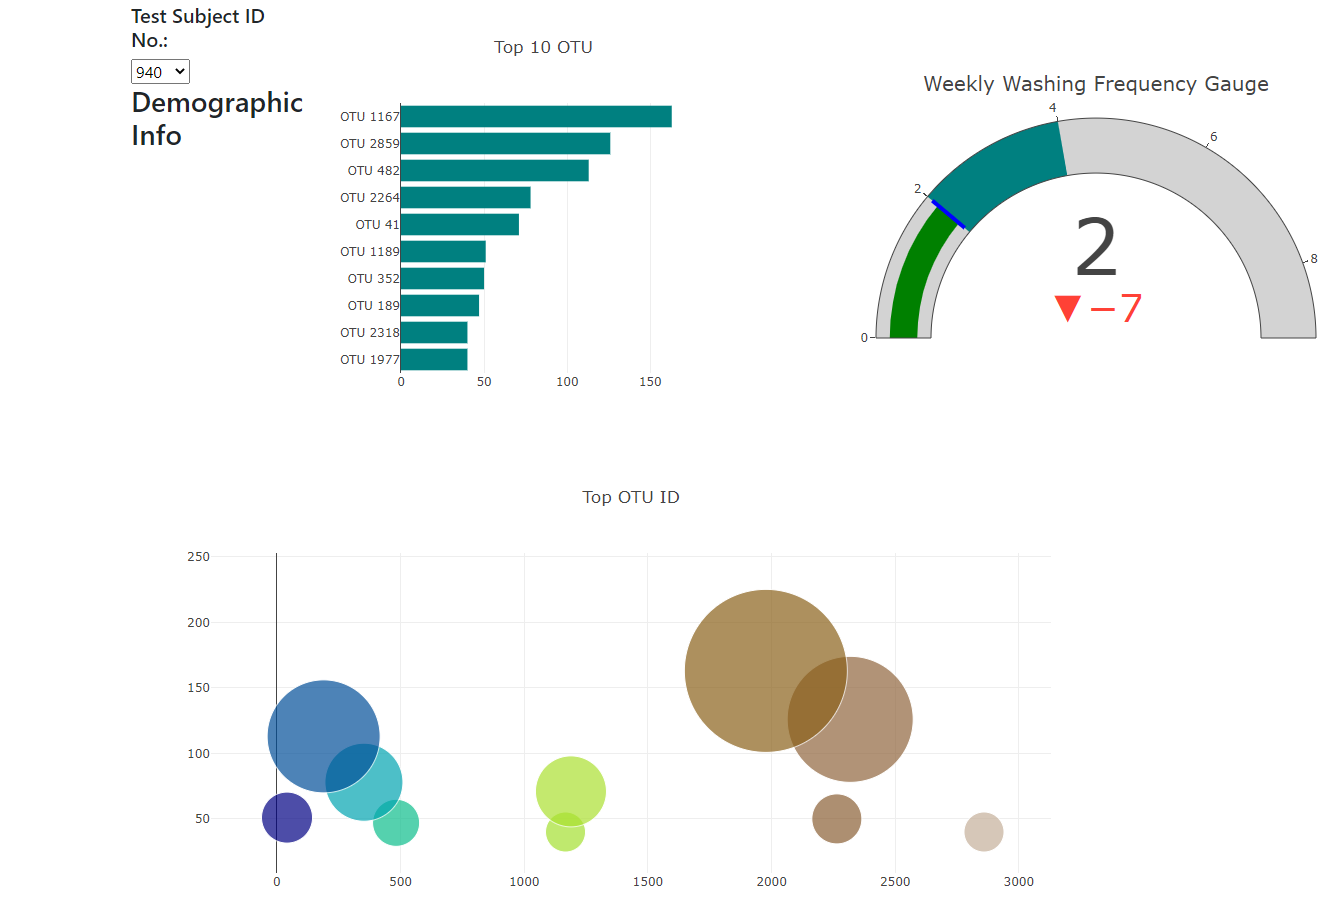 Test Subject ID
No.:
940
Demographic
Info
Top 10 OTU
OTU 1167
OTU 2859
OTU 482
OTU 2264
OTU 41
OTU 1189
OTU 352
OTU 189
OTU 2318
OTU 1977
0 50 100 150
Weekly Washing Frequency Gauge
0
2
4
6
8
2
▼−7
Top OTU ID
250
200
150
100
50
0 500 1000 1500 2000 2500 3000